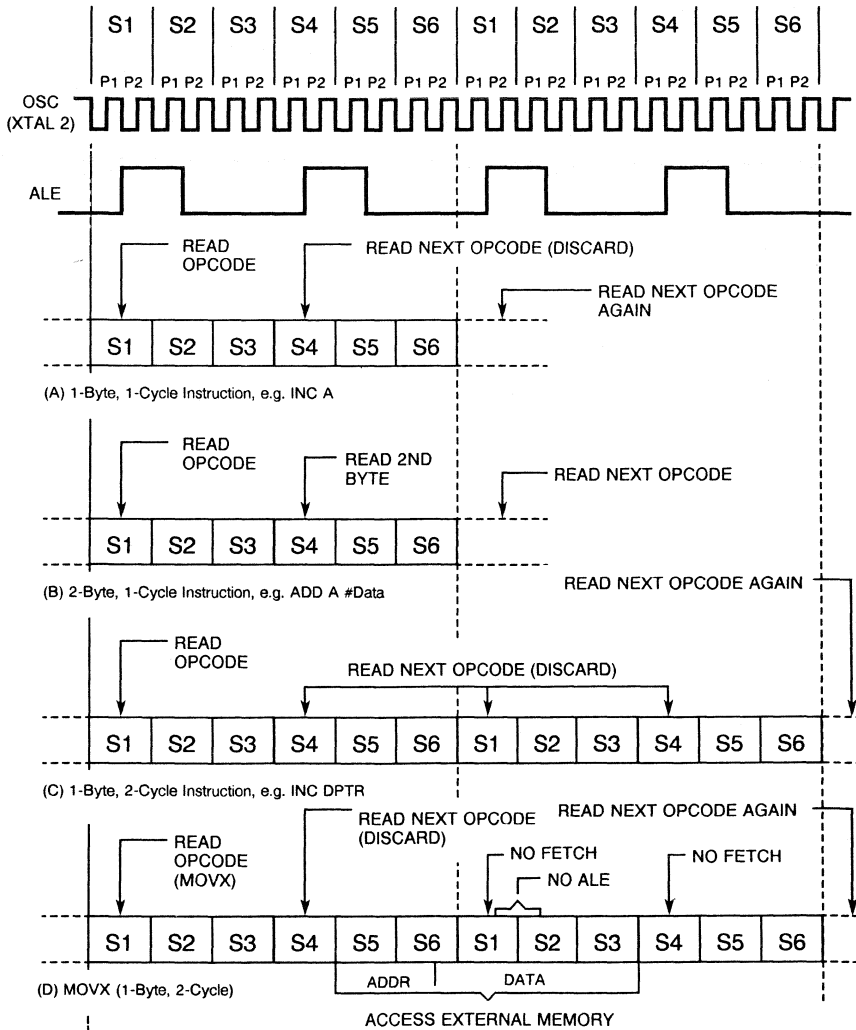 S1 S2 S3 S4 S5 S6 S1 S2 S3 S4 S5 S6
P1 P2 P1 P2 P1 P2 P1 P2 P1 P2 P1 P2 P1 P2 P1 P2 P1 P2 P1 P2 P1 P2 P1 P2
OSC
(XTAL 2)
ALE
READ
OPCODE
READ NEXT OPCODE (DISCARD)
READ NEXT OPCODE
AGAIN
S1 S2 S3 S4 S5 S6
(A) 1-Byte, 1-Cycle Instruction, e.g. INC A
READ
OPCODE
READ 2ND
BYTE
READ NEXT OPCODE
S1 S2 S3 S4 S5 S6
(B) 2-Byte, 1-Cycle Instruction, e.g. ADD A #Data
READ NEXT OPCODE AGAIN
READ
OPCODE
READ NEXT OPCODE (DISCARD)
S1 S2 S3 S4 S5 S6 S1 S2 S3 S4 S5 S6
(C) 1-Byte, 2-Cycle Instruction, e.g. INC DPTR
READ
OPCODE
(MOVX)
READ NEXT OPCODE
(DISCARD)
READ NEXT OPCODE AGAIN
NO FETCH
NO ALE
NO FETCH
S1 S2 S3 S4 S5 S6 S1 S2 S3 S4 S5 S6
(D) MOVX (1-Byte, 2-Cycle)
ADDR DATA
ACCESS EXTERNAL MEMORY